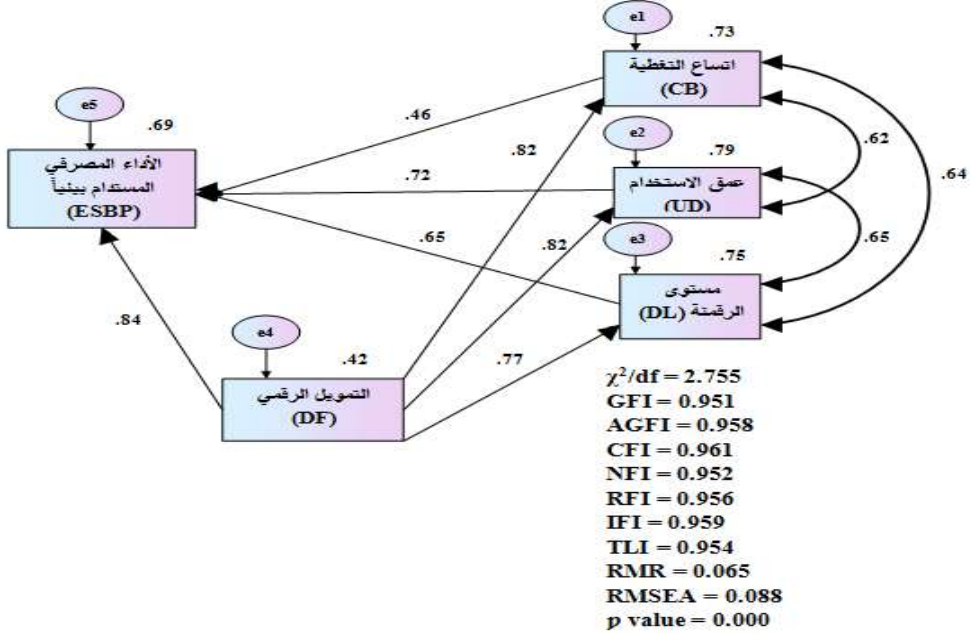 e1
.73
اتساع التغطية
(CB)
e5
.69
.46
e2
.82
.79
.62
الأداء المصرفي
المستدام بيئياً
(ESBP)
.72
عمق الاستخدام
(UD)
.64
.65
e3
.82
.75
.65
مستوى
الرقمنة (DL)
.84
e4
.42
.77
التمويل الرقمي
(DF)
χ²/df = 2.755
GFI = 0.951
AGFI = 0.958
CFI = 0.961
NFI = 0.952
RFI = 0.956
IFI = 0.959
TLI = 0.954
RMR = 0.065
RMSEA = 0.088
p value = 0.000